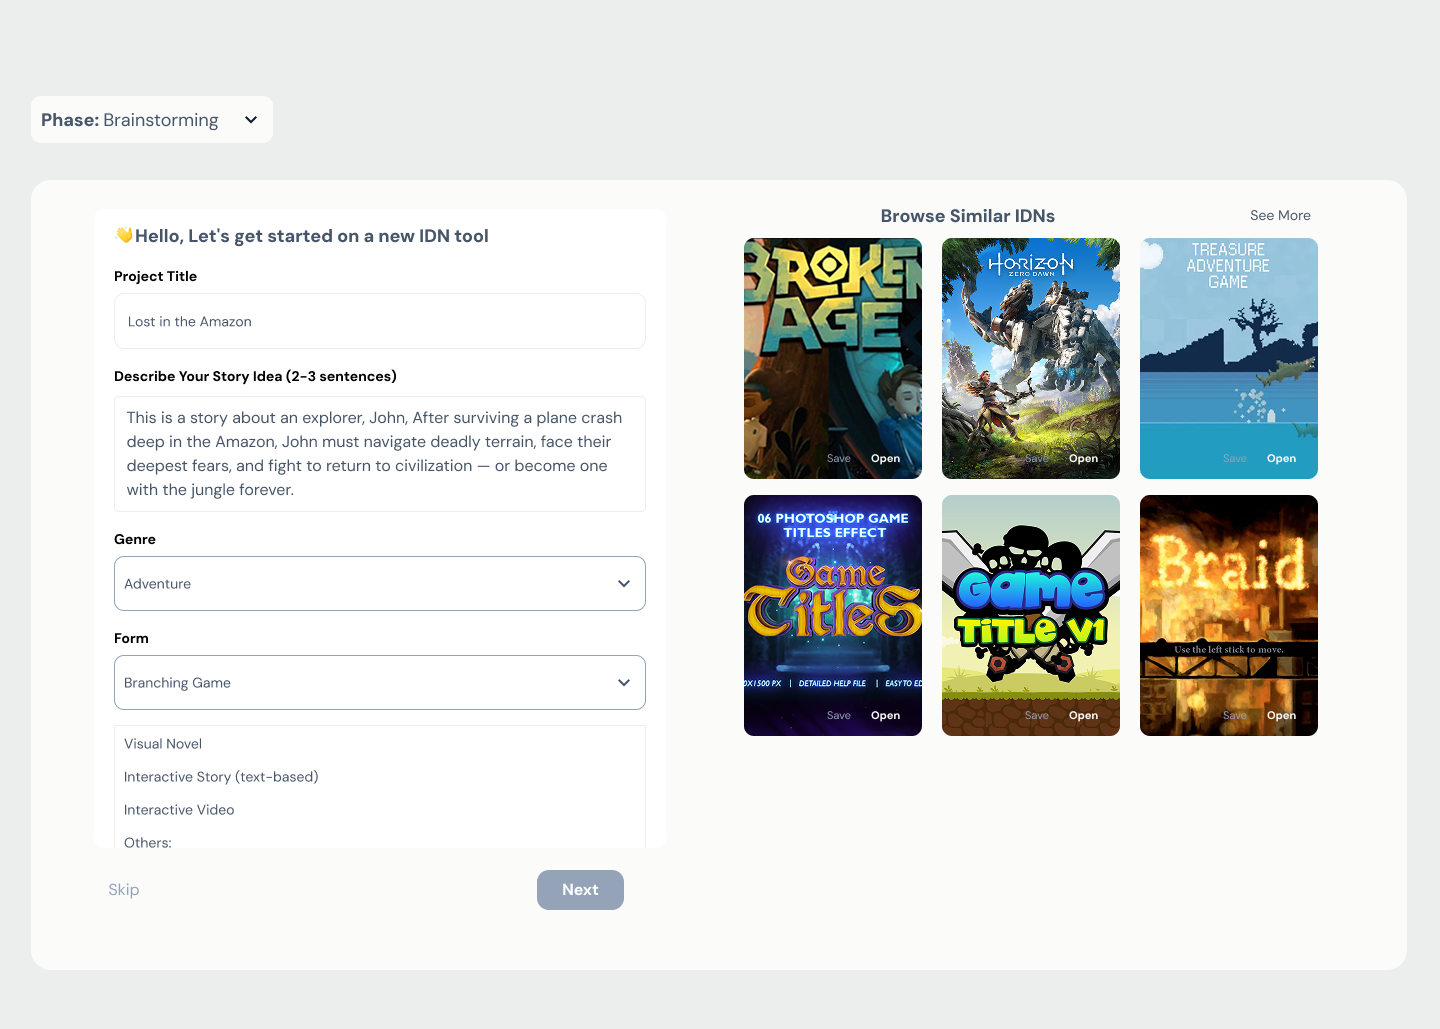 Phase: Brainstorming
👋Hello, Let's get started on a new IDN tool
Project Title
Lost in the Amazon
Describe Your Story Idea (2-3 sentences)
This is a story about an explorer, John, After surviving a plane crash
deep in the Amazon, John must navigate deadly terrain, face their
deepest fears, and fight to return to civilization — or become one
with the jungle forever.
Genre
Adventure
Form
Branching Game
Visual Novel
Interactive Story (text-based)
Interactive Video
Others:
Skip
Next
Browse Similar IDNs
See More
BROKEN
AGE
Save Open
HORIZON
ZERO DAWN
Save Open
TREASURE
ADVENTURE
GAME
Save Open
06 PHOTOSHOP GAME
TITLES EFFECT
Game
Titles
0X1500 PX | DETAILED HELP FILE | EASY TO ED
Save Open
Game
TITLE V1
Save Open
Braid
Use the left stick to move.
Save Open